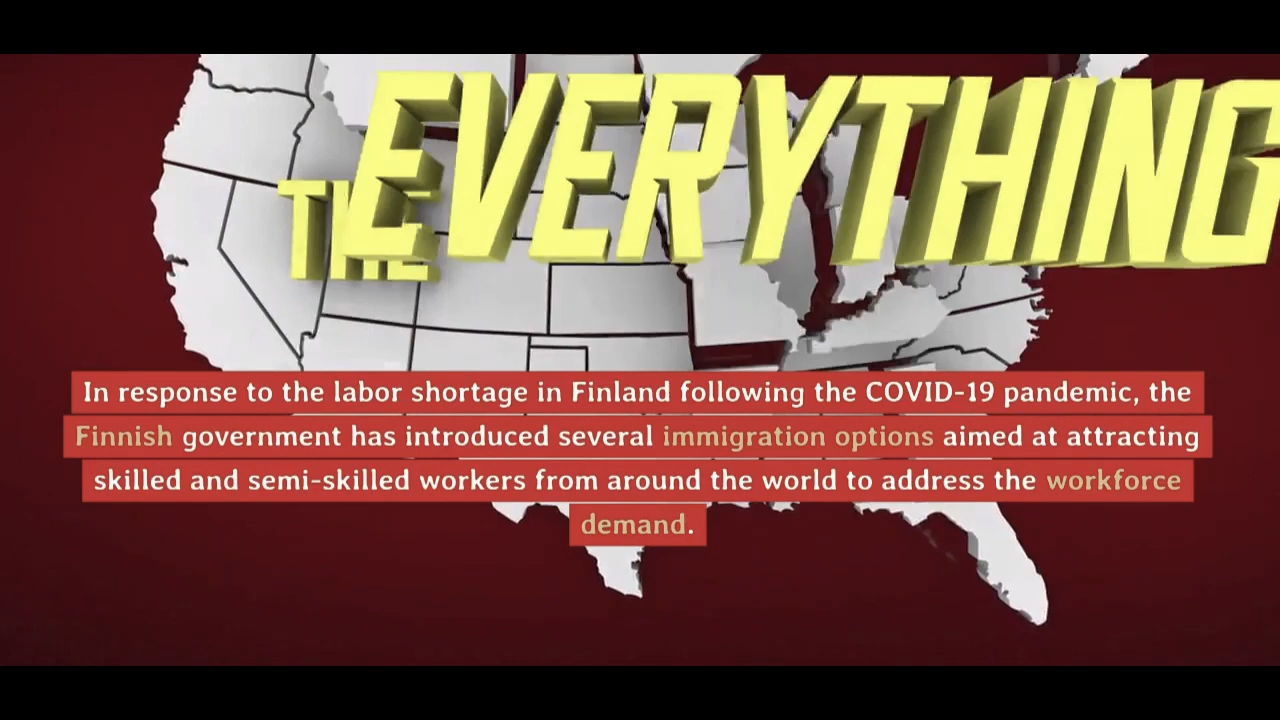 THE EVERYTHING
In response to the labor shortage in Finland following the COVID-19 pandemic, the
Finnish government has introduced several immigration options aimed at attracting
skilled and semi-skilled workers from around the world to address the workforce
demand.